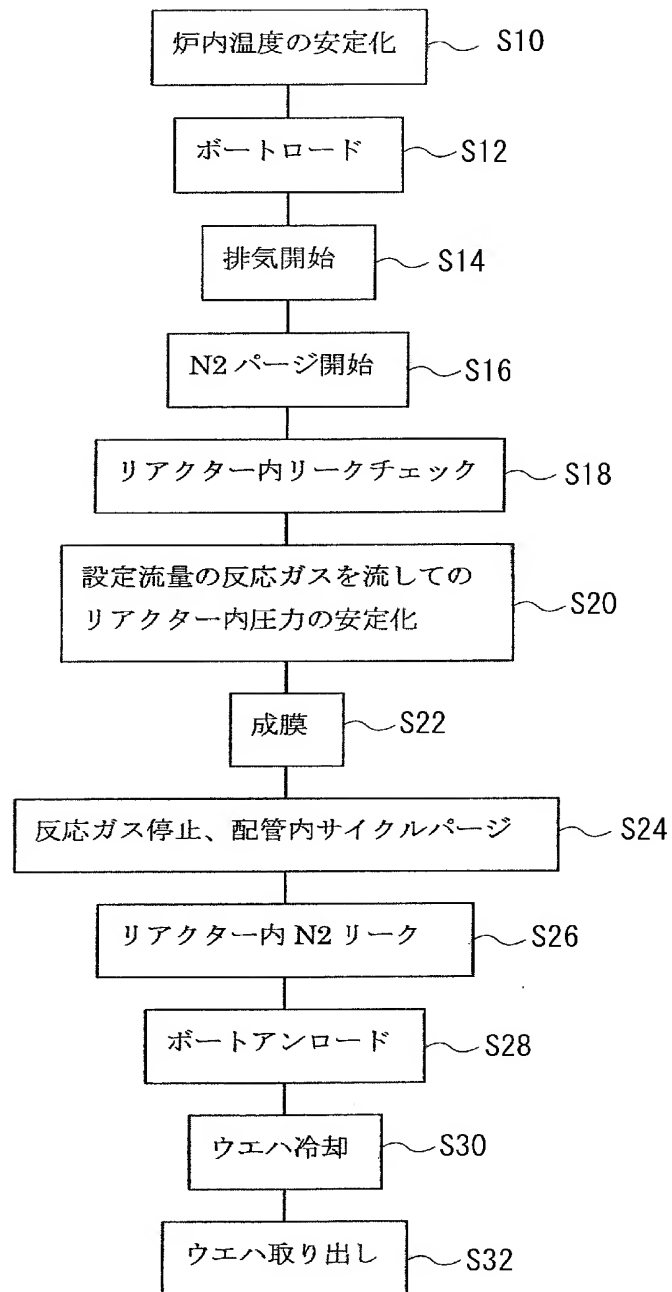 炉内温度の安定化 S10
ボートロード S12
排気開始 S14
N2 パージ開始 S16
リアクター内リークチェック S18
設定流量の反応ガスを流しての
リアクター内圧力の安定化 S20
成膜 S22
反応ガス停止、配管内サイクルパージ S24
リアクター内 N2 リーク S26
ボートアンロード S28
ウエハ冷却 S30
ウエハ取り出し S32